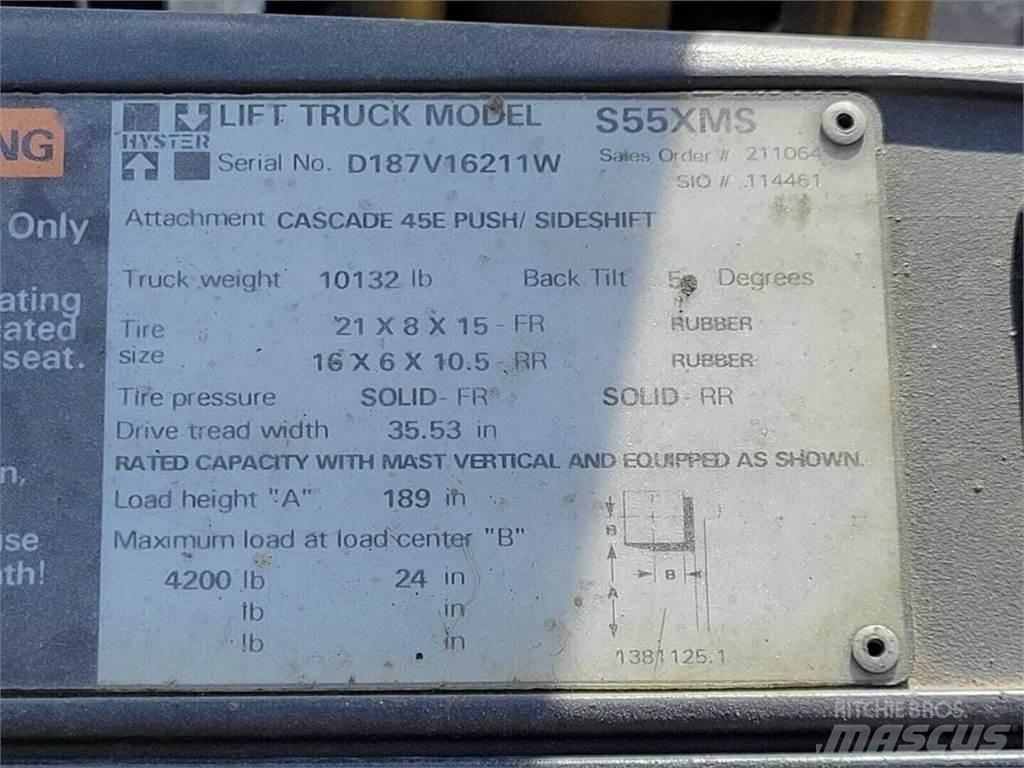 NG
Only
ating
eated
seat.
n,
use
ath!
HYSTER
LIFT TRUCK MODEL S55XMS
Serial No. D187V16211W Sales Order # 211064
SIO # 114461
Attachment CASCADE 45E PUSH/ SIDESHIFT
Truck weight 10132 lb Back Tilt 5 Degrees
Tire 21 X 8 X 15 - FR RUBBER
size 16 X 6 X 10.5 - RR RUBBER
Tire pressure SOLID - FR SOLID - RR
Drive tread width 35.53 in
RATED CAPACITY WITH MAST VERTICAL AND EQUIPPED AS SHOWN.
Load height "A" 189 in
Maximum load at load center "B"
4200 lb 24 in
lb in
lb in
B
B
A
1381125.1
RITCHIE BROS.
MASCUS